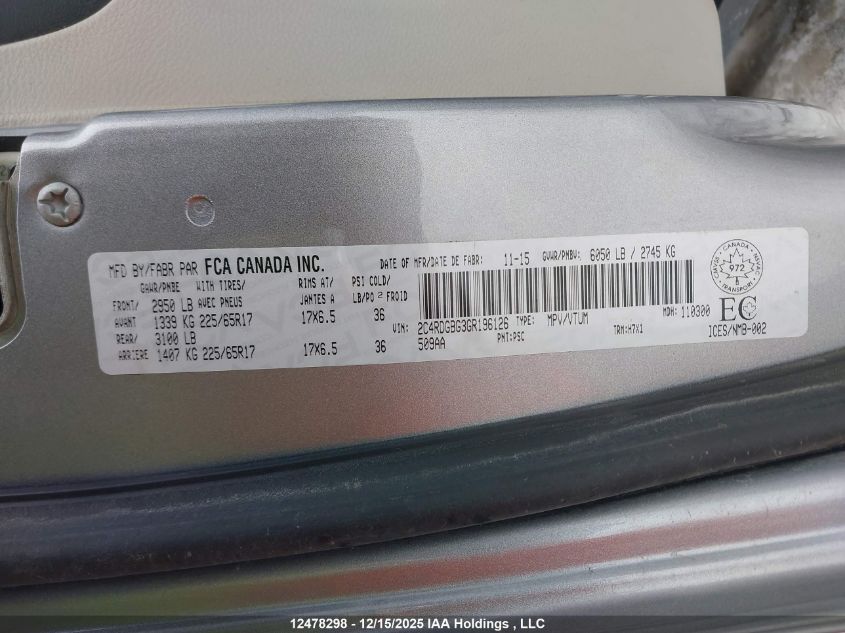 MFD BY/FABR PAR FCA CANADA INC. DATE OF MFR/DATE DE FABR: 11-15 GVWR/PNBV: 6050 LB / 2745 KG
GAWR/PNBE WITH TIRES/ RIMS AT/ PSI COLD/
FRONT/ 2950 LB AVEC PNEUS JANTES A LB/PO² FROID
AVANT 1339 KG 225/65R17 17X6.5 36
REAR/ 3100 LB
ARRIERE 1407 KG 225/65R17 17X6.5 36
VIN: 2C4RDGBG3GR196126 TYPE: MPV/VTUM MDH: 110300
509AA PNT:PSC TRM:H7X1
CANADA
972
TRANSPORT
EC
ICES/NMB-002
12478298 - 12/15/2025 IAA Holdings , LLC